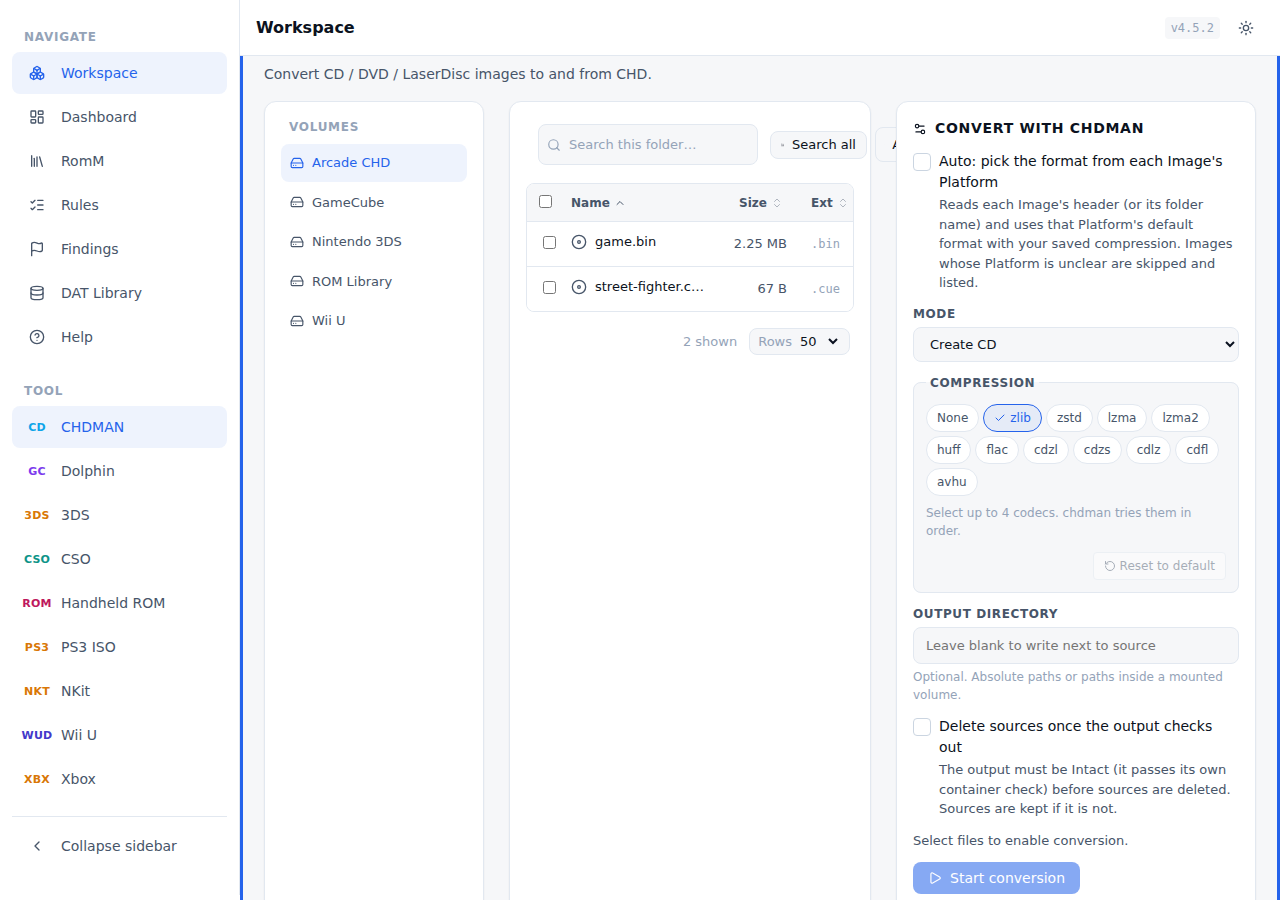 NAVIGATE
Workspace
Dashboard
RomM
Rules
Findings
DAT Library
Help
TOOL
CD CHDMAN
GC Dolphin
3DS 3DS
CSO CSO
ROM Handheld ROM
PS3 PS3 ISO
NKT NKit
WUD Wii U
XBX Xbox
Collapse sidebar
Workspace
v4.5.2
Convert CD / DVD / LaserDisc images to and from CHD.
VOLUMES
Arcade CHD
GameCube
Nintendo 3DS
ROM Library
Wii U
Search this folder…
Search all
Name Size Ext
game.bin 2.25 MB .bin
street-fighter.c… 67 B .cue
2 shown Rows 50
CONVERT WITH CHDMAN
Auto: pick the format from each Image's
Platform
Reads each Image's header (or its folder
name) and uses that Platform's default
format with your saved compression. Images
whose Platform is unclear are skipped and
listed.
MODE
Create CD
COMPRESSION
None zlib zstd lzma lzma2
huff flac cdzl cdzs cdlz cdfl
avhu
Select up to 4 codecs. chdman tries them in
order.
Reset to default
OUTPUT DIRECTORY
Leave blank to write next to source
Optional. Absolute paths or paths inside a mounted
volume.
Delete sources once the output checks
out
The output must be Intact (it passes its own
container check) before sources are deleted.
Sources are kept if it is not.
Select files to enable conversion.
Start conversion